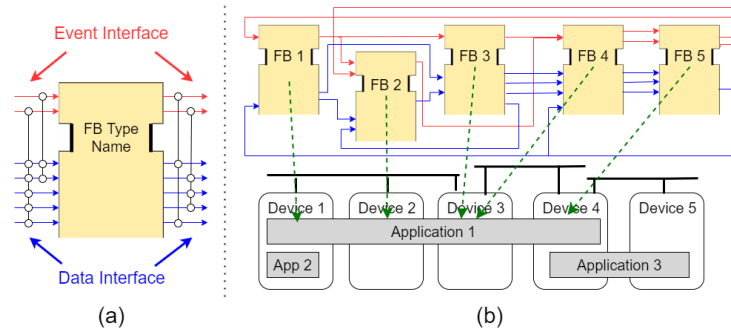 Event Interface
FB Type
Name
Data Interface
(a)
FB 1
FB 2
FB 3
FB 4
FB 5
Device 1
Device 2
Device 3
Device 4
Device 5
Application 1
App 2
Application 3
(b)